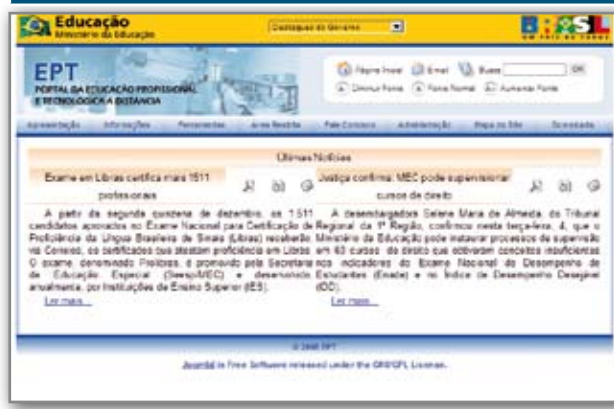 Educação
Ministério da Educação
Destaques do Governo
BRASIL
UM PAÍS DE TODOS
EPT
PORTAL DA EDUCAÇÃO PROFISSIONAL
E TECNOLÓGICA A DISTÂNCIA
Página Inicial Email Busca OK
Diminuir Fonte Fonte Normal Aumentar Fonte
Apresentação Informações Ferramentas Área Restrita Fale Conosco Administração Mapa do Site
Últimas Notícias
Exame em Libras certifica mais 1511
profissionais
A partir da segunda quinzena de dezembro, os 1.511
candidatos aprovados no Exame Nacional para Certificação de
Proficiência da Língua Brasileira de Sinais (Libras) receberão,
via Correios, os certificados que atestam proficiência em Libras.
O exame, denominado Prolibras, é promovido pela Secretaria
de Educação Especial (Seesp/MEC) e desenvolvido,
anualmente, por Instituições de Ensino Superior (IES).
Ler mais...
Justiça confirma: MEC pode supervisionar
cursos de direito
A desembargadora Selene Maria de Almeida, do Tribunal
Regional da 1ª Região, confirmou nesta terça-feira, 4, que o
Ministério da Educação pode instaurar processos de supervisão
em 60 cursos de direito que obtiveram conceitos insuficientes
nos indicadores do Exame Nacional do Desempenho de
Estudantes (Enade) e no Índice de Desempenho Desejável
(IDD).
Ler mais...
EPT
Joomla! is Free Software released under the GNU/GPL License.